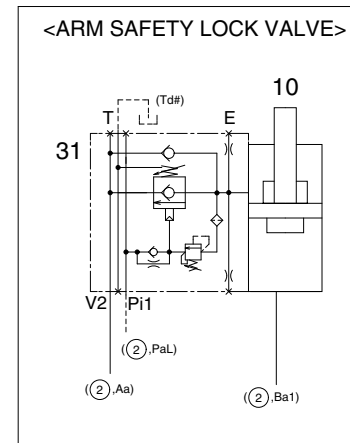 <ARM SAFETY LOCK VALVE>
10
T (Td#) E
31
V2 Pi1
(2,PaL)
(2,Aa) (2,Ba1)